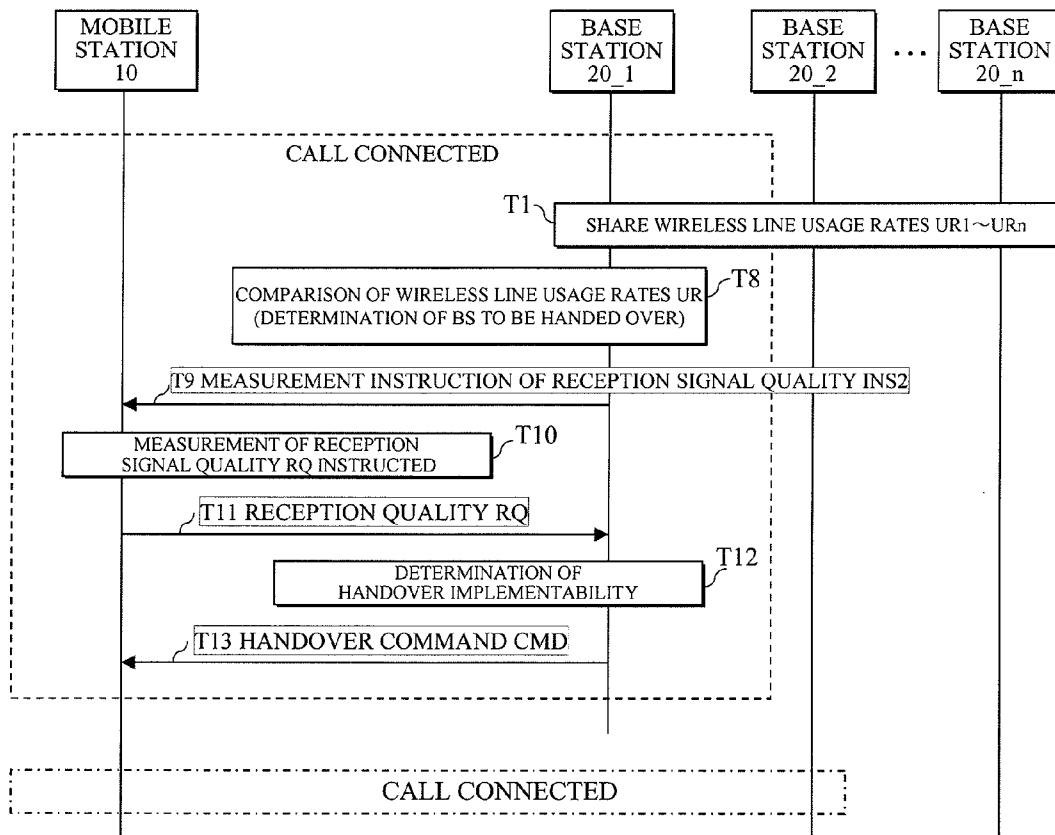 MOBILE
STATION
10
BASE
STATION
20_1
BASE
STATION
20_2
• • •
BASE
STATION
20_n
CALL CONNECTED
T1
SHARE WIRELESS LINE USAGE RATES UR1～URn
T8
COMPARISON OF WIRELESS LINE USAGE RATES UR
(DETERMINATION OF BS TO BE HANDED OVER)
T9 MEASUREMENT INSTRUCTION OF RECEPTION SIGNAL QUALITY INS2
MEASUREMENT OF RECEPTION
SIGNAL QUALITY RQ INSTRUCTED
T10
T11 RECEPTION QUALITY RQ
T12
DETERMINATION OF
HANDOVER IMPLEMENTABILITY
T13 HANDOVER COMMAND CMD
CALL CONNECTED